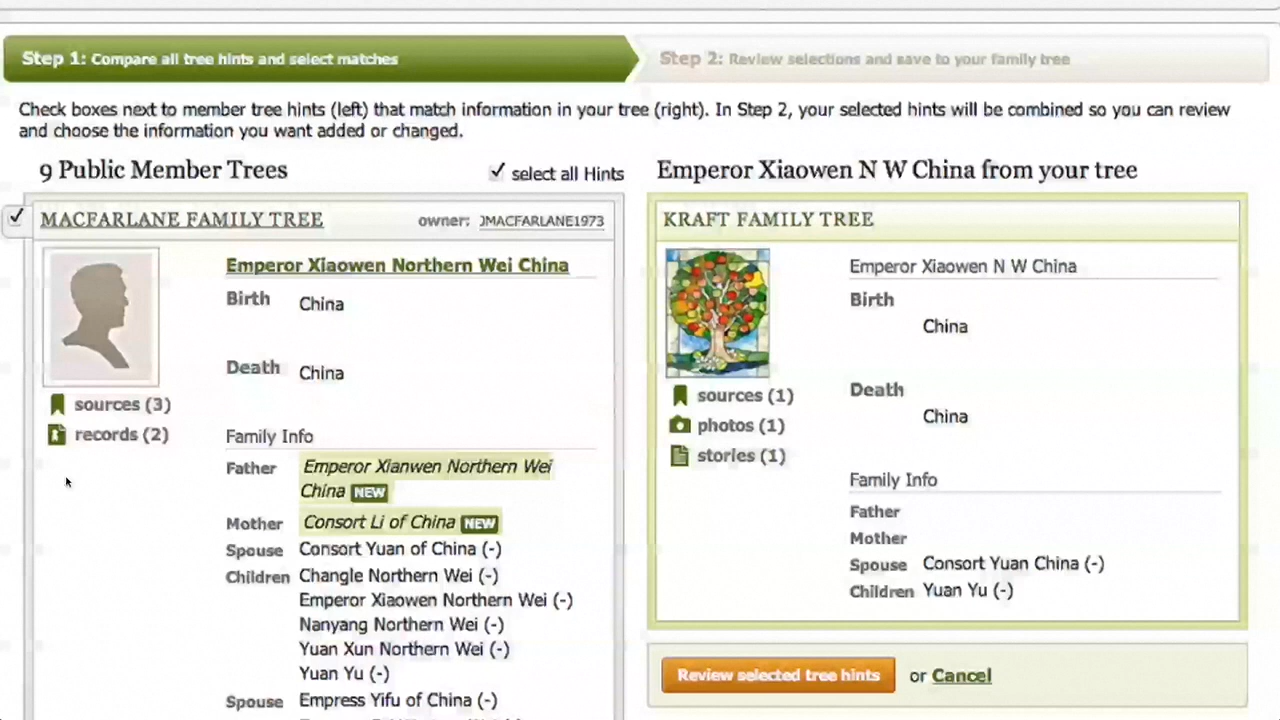 Step 1: Compare all tree hints and select matches
Step 2: Review selections and save to your family tree
Check boxes next to member tree hints (left) that match information in your tree (right). In Step 2, your selected hints will be combined so you can review
and choose the information you want added or changed.
9 Public Member Trees
select all Hints
MACFARLANE FAMILY TREE
owner: JMACFARLANE1973
Emperor Xiaowen Northern Wei China
Birth China
Death China
sources (3)
records (2)
Family Info
Father Emperor Xianwen Northern Wei
China NEW
Mother Consort Li of China NEW
Spouse Consort Yuan of China (-)
Children Changle Northern Wei (-)
Emperor Xiaowen Northern Wei (-)
Nanyang Northern Wei (-)
Yuan Xun Northern Wei (-)
Yuan Yu (-)
Spouse Empress Yifu of China (-)
Emperor Xiaowen N W China from your tree
KRAFT FAMILY TREE
Emperor Xiaowen N W China
Birth
China
Death
China
sources (1)
photos (1)
stories (1)
Family Info
Father
Mother
Spouse Consort Yuan China (-)
Children Yuan Yu (-)
Review selected tree hints or Cancel